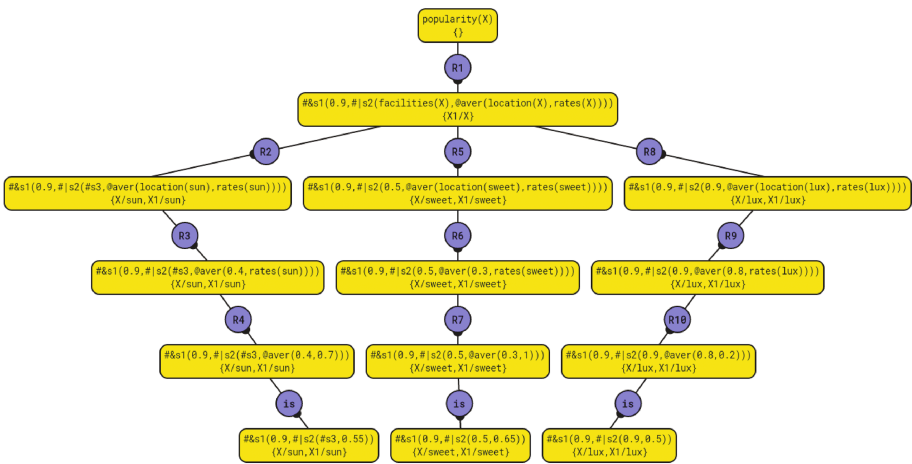 popularity(X)
{}
R1
#&s1(0.9,#|s2(facilities(X),@aver(location(X),rates(X))))
{X1/X}
R2
R5
R8
#&s1(0.9,#|s2(#s3,@aver(location(sun),rates(sun))))
{X/sun,X1/sun}
#&s1(0.9,#|s2(0.5,@aver(location(sweet),rates(sweet))))
{X/sweet,X1/sweet}
#&s1(0.9,#|s2(0.9,@aver(location(lux),rates(lux))))
{X/lux,X1/lux}
R3
R6
R9
#&s1(0.9,#|s2(#s3,@aver(0.4,rates(sun))))
{X/sun,X1/sun}
#&s1(0.9,#|s2(0.5,@aver(0.3,rates(sweet))))
{X/sweet,X1/sweet}
#&s1(0.9,#|s2(0.9,@aver(0.8,rates(lux))))
{X/lux,X1/lux}
R4
R7
R10
#&s1(0.9,#|s2(#s3,@aver(0.4,0.7)))
{X/sun,X1/sun}
#&s1(0.9,#|s2(0.5,@aver(0.3,1)))
{X/sweet,X1/sweet}
#&s1(0.9,#|s2(0.9,@aver(0.8,0.2)))
{X/lux,X1/lux}
is
is
is
#&s1(0.9,#|s2(#s3,0.55))
{X/sun,X1/sun}
#&s1(0.9,#|s2(0.5,0.65))
{X/sweet,X1/sweet}
#&s1(0.9,#|s2(0.9,0.5))
{X/lux,X1/lux}